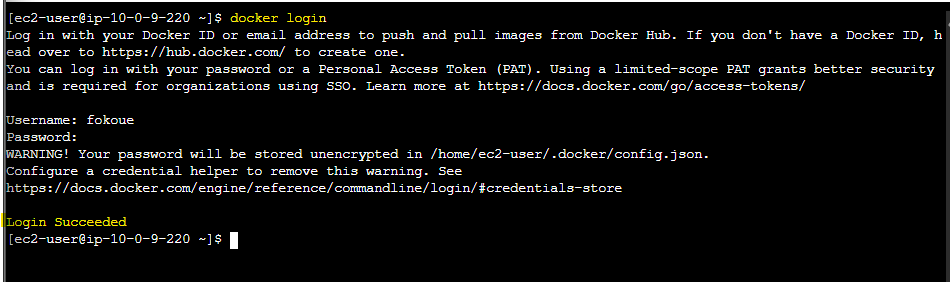 [ec2-user@ip-10-0-9-220 ~]$ docker login
Log in with your Docker ID or email address to push and pull images from Docker Hub. If you don't have a Docker ID, h
ead over to https://hub.docker.com/ to create one.
You can log in with your password or a Personal Access Token (PAT). Using a limited-scope PAT grants better security
and is required for organizations using SSO. Learn more at https://docs.docker.com/go/access-tokens/
Username: fokoue
Password:
WARNING! Your password will be stored unencrypted in /home/ec2-user/.docker/config.json.
Configure a credential helper to remove this warning. See
https://docs.docker.com/engine/reference/commandline/login/#credentials-store
Login Succeeded
[ec2-user@ip-10-0-9-220 ~]$